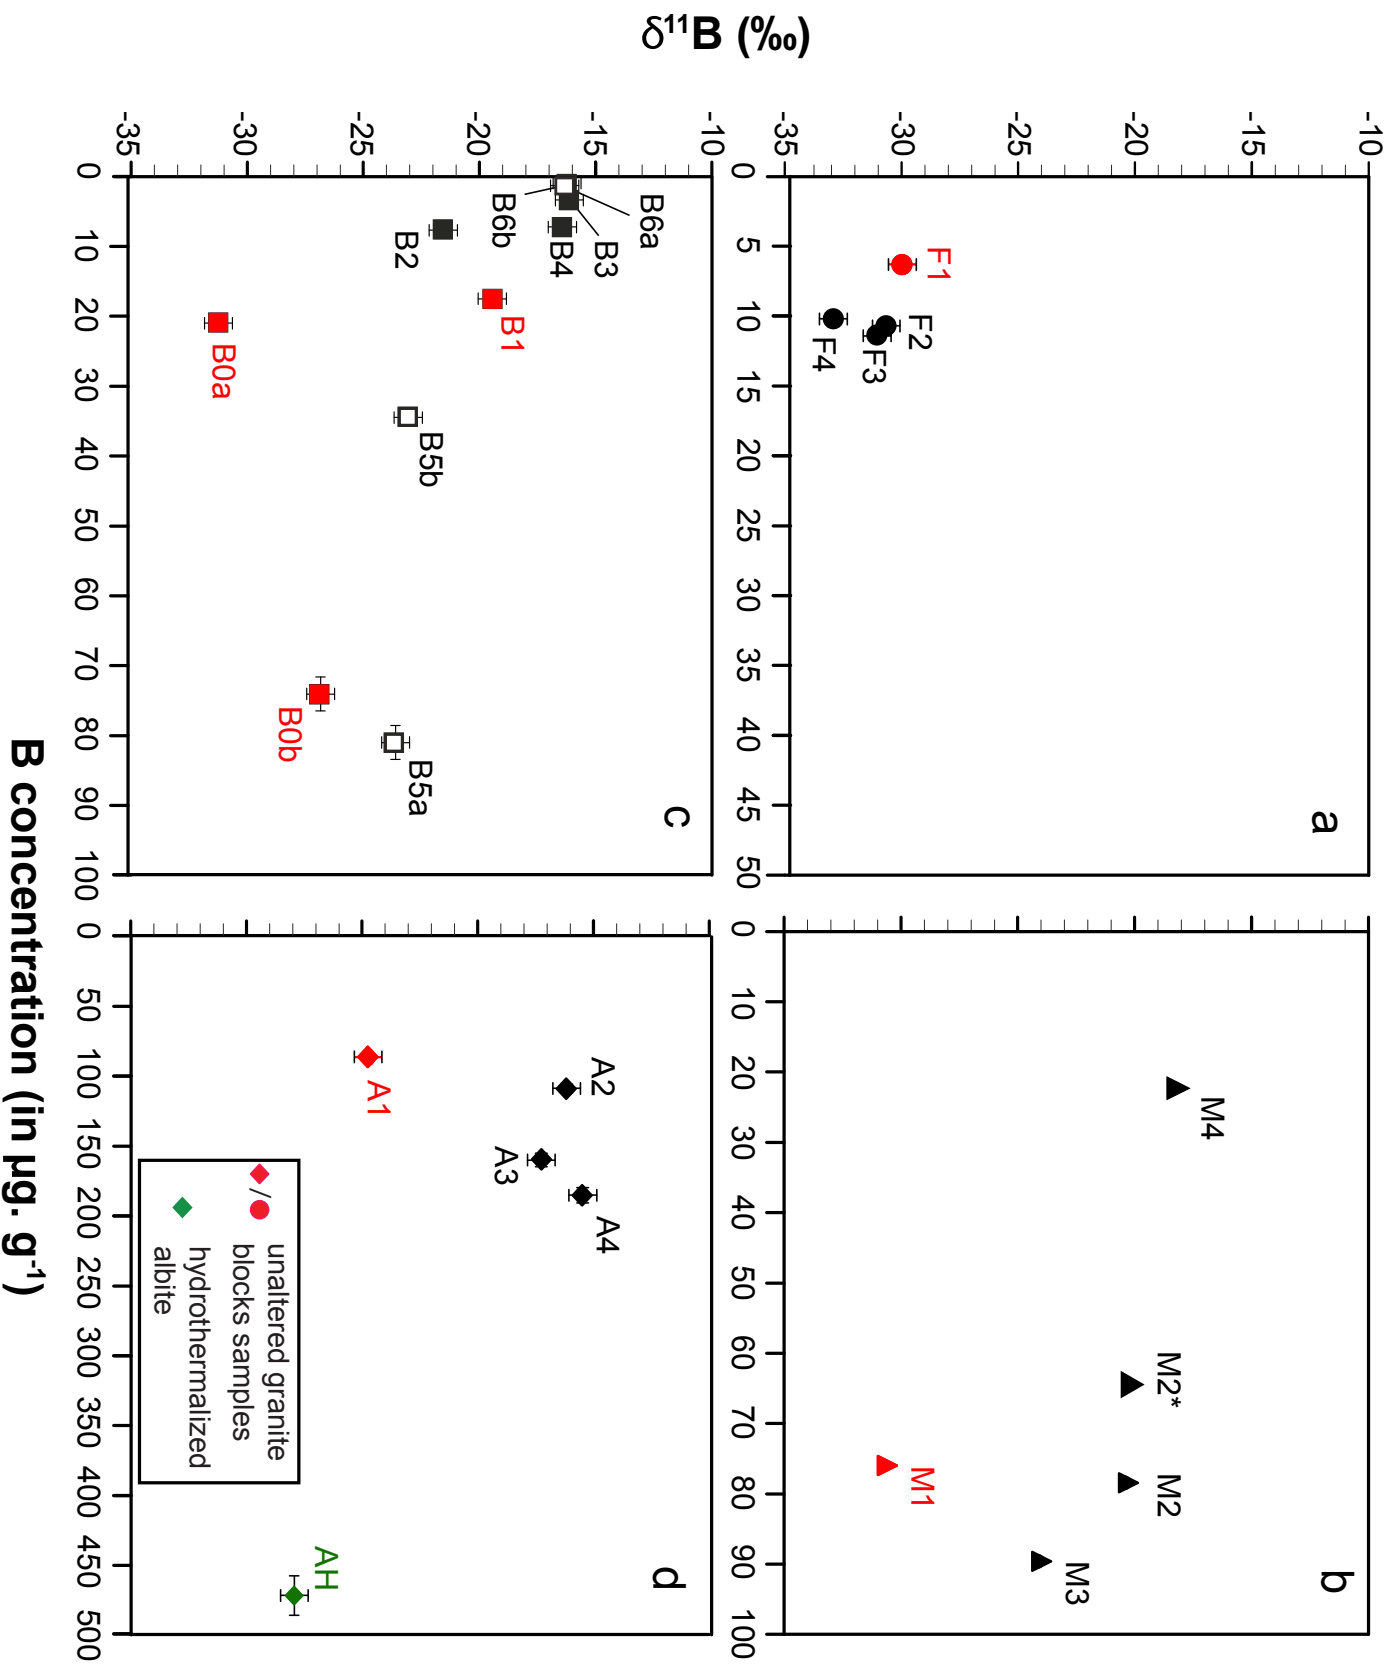 δ¹¹B (‰)
-10
-15
-20
-25
-30
-35
0
5
10
15
20
25
30
35
40
45
50
a
F1
F2
F3
F4
0
10
20
30
40
50
60
70
80
90
100
b
M4
M2*
M2
M1
M3
-10
-15
-20
-25
-30
-35
0
10
20
30
40
50
60
70
80
90
100
c
B6a
B3
B4
B6b
B2
B1
B0a
B5b
B0b
B5a
0
50
100
150
200
250
300
350
400
450
500
d
A2
A4
A3
A1
AH
/ unaltered granite
blocks samples
hydrothermalized
albite
B concentration (in µg. g⁻¹)